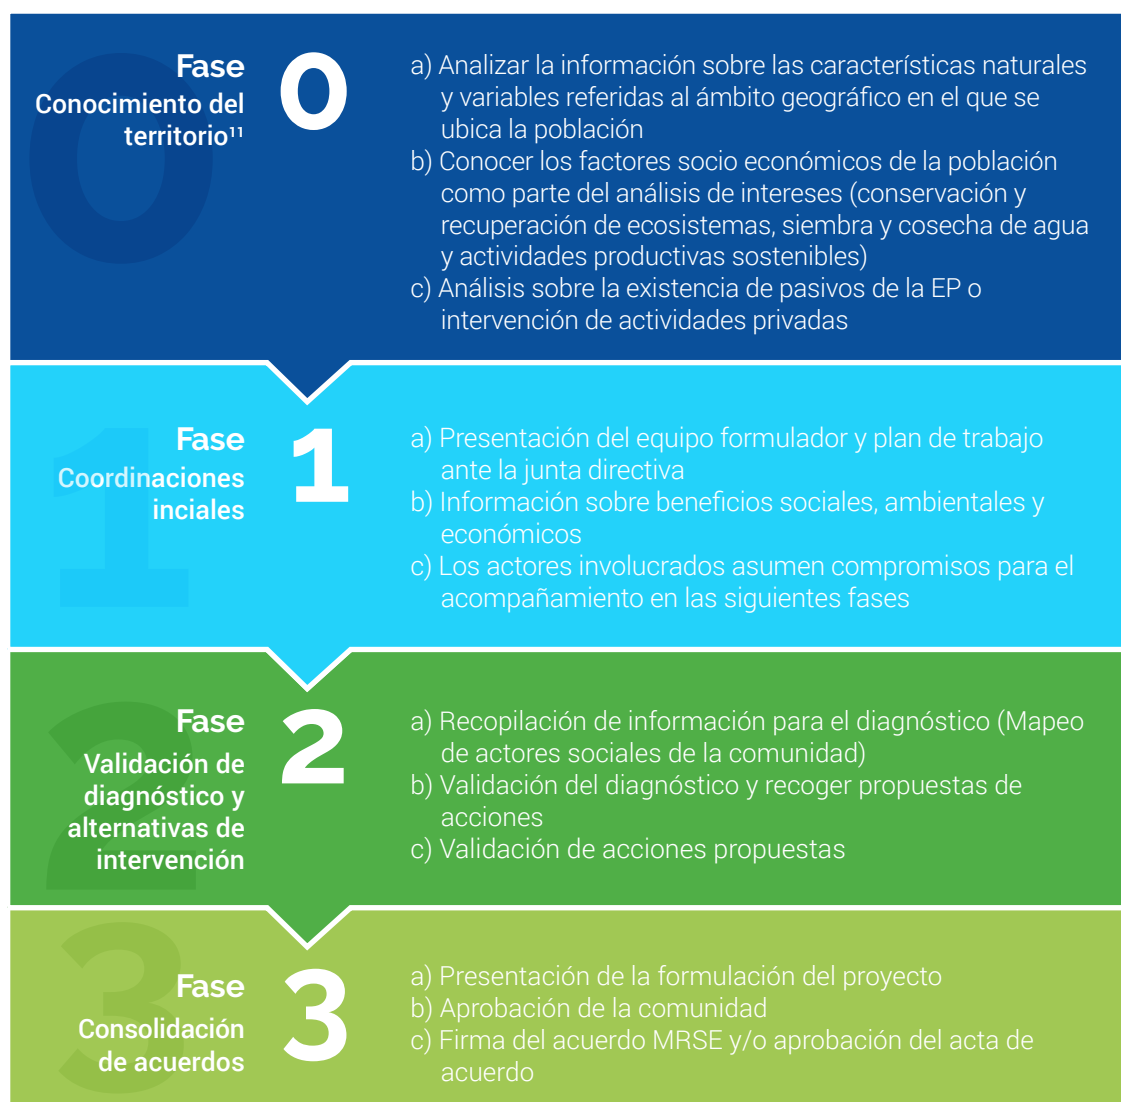 Fase
Conocimiento del
territorio¹¹
0
a) Analizar la información sobre las características naturales
y variables referidas al ámbito geográfico en el que se
ubica la población
b) Conocer los factores socio económicos de la población
como parte del análisis de intereses (conservación y
recuperación de ecosistemas, siembra y cosecha de agua
y actividades productivas sostenibles)
c) Análisis sobre la existencia de pasivos de la EP o
intervención de actividades privadas
Fase
Coordinaciones
inciales
1
a) Presentación del equipo formulador y plan de trabajo
ante la junta directiva
b) Información sobre beneficios sociales, ambientales y
económicos
c) Los actores involucrados asumen compromisos para el
acompañamiento en las siguientes fases
Fase
Validación de
diagnóstico y
alternativas de
intervención
2
a) Recopilación de información para el diagnóstico (Mapeo
de actores sociales de la comunidad)
b) Validación del diagnóstico y recoger propuestas de
acciones
c) Validación de acciones propuestas
Fase
Consolidación
de acuerdos
3
a) Presentación de la formulación del proyecto
b) Aprobación de la comunidad
c) Firma del acuerdo MRSE y/o aprobación del acta de
acuerdo